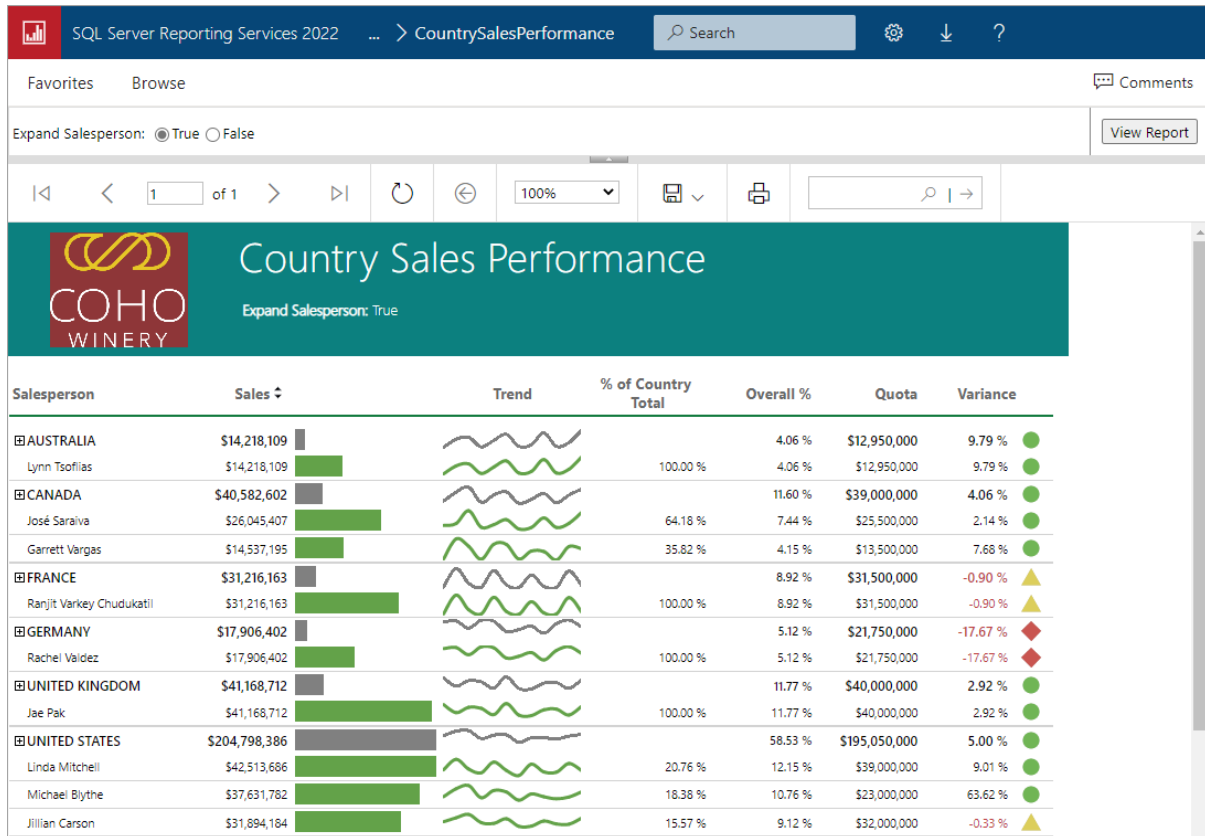 SQL Server Reporting Services 2022 ... > CountrySalesPerformance Search ?
Favorites Browse Comments
Expand Salesperson: True False View Report
1 of 1 100%
COHO
WINERY
Country Sales Performance
Expand Salesperson: True
Salesperson Sales Trend % of Country Total Overall % Quota Variance
AUSTRALIA $14,218,109 4.06 % $12,950,000 9.79 %
Lynn Tsoflias $14,218,109 100.00 % 4.06 % $12,950,000 9.79 %
CANADA $40,582,602 11.60 % $39,000,000 4.06 %
José Saraiva $26,045,407 64.18 % 7.44 % $25,500,000 2.14 %
Garrett Vargas $14,537,195 35.82 % 4.15 % $13,500,000 7.68 %
FRANCE $31,216,163 8.92 % $31,500,000 -0.90 %
Ranjit Varkey Chudukatil $31,216,163 100.00 % 8.92 % $31,500,000 -0.90 %
GERMANY $17,906,402 5.12 % $21,750,000 -17.67 %
Rachel Valdez $17,906,402 100.00 % 5.12 % $21,750,000 -17.67 %
UNITED KINGDOM $41,168,712 11.77 % $40,000,000 2.92 %
Jae Pak $41,168,712 100.00 % 11.77 % $40,000,000 2.92 %
UNITED STATES $204,798,386 58.53 % $195,050,000 5.00 %
Linda Mitchell $42,513,686 20.76 % 12.15 % $39,000,000 9.01 %
Michael Blythe $37,631,782 18.38 % 10.76 % $23,000,000 63.62 %
Jillian Carson $31,894,184 15.57 % 9.12 % $32,000,000 -0.33 %